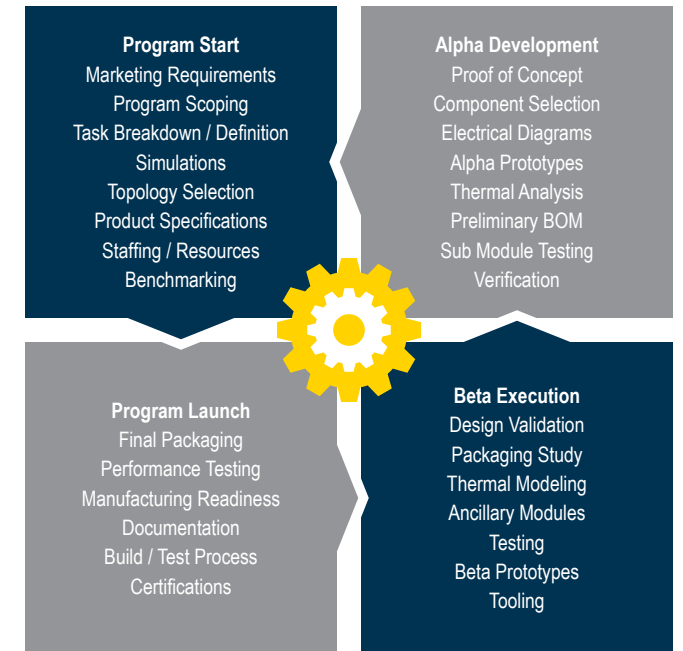 Program Start
Marketing Requirements
Program Scoping
Task Breakdown / Definition
Simulations
Topology Selection
Product Specifications
Staffing / Resources
Benchmarking
Alpha Development
Proof of Concept
Component Selection
Electrical Diagrams
Alpha Prototypes
Thermal Analysis
Preliminary BOM
Sub Module Testing
Verification
Program Launch
Final Packaging
Performance Testing
Manufacturing Readiness
Documentation
Build / Test Process
Certifications
Beta Execution
Design Validation
Packaging Study
Thermal Modeling
Ancillary Modules
Testing
Beta Prototypes
Tooling